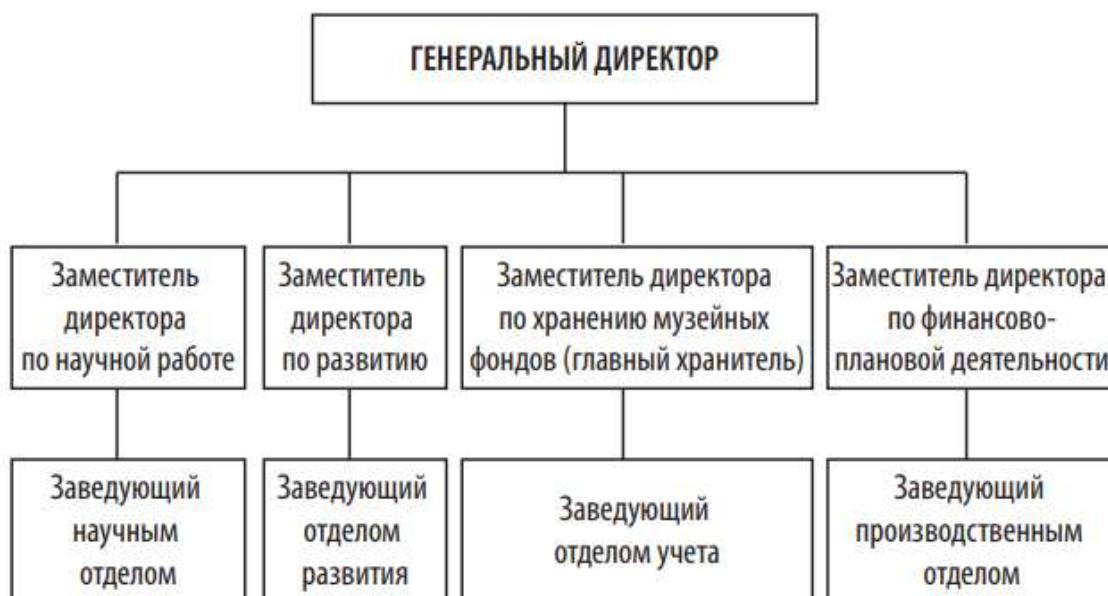 ГЕНЕРАЛЬНЫЙ ДИРЕКТОР
Заместитель
директора
по научной работе
Заместитель
директора
по развитию
Заместитель директора
по хранению музейных
фондов (главный хранитель)
Заместитель директора
по финансово-
плановой деятельности
Заведующий
научным
отделом
Заведующий
отделом
развития
Заведующий
отделом учета
Заведующий
производственным
отделом